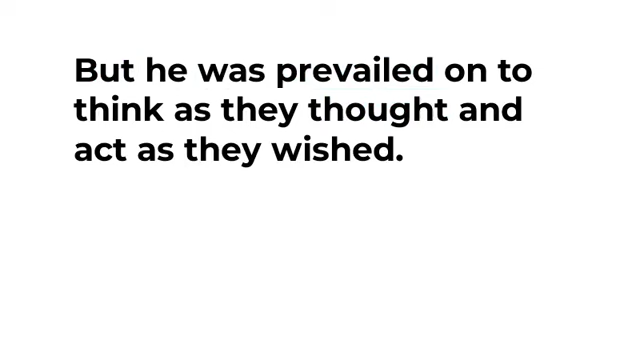 But he was prevailed on to
think as they thought and
act as they wished.